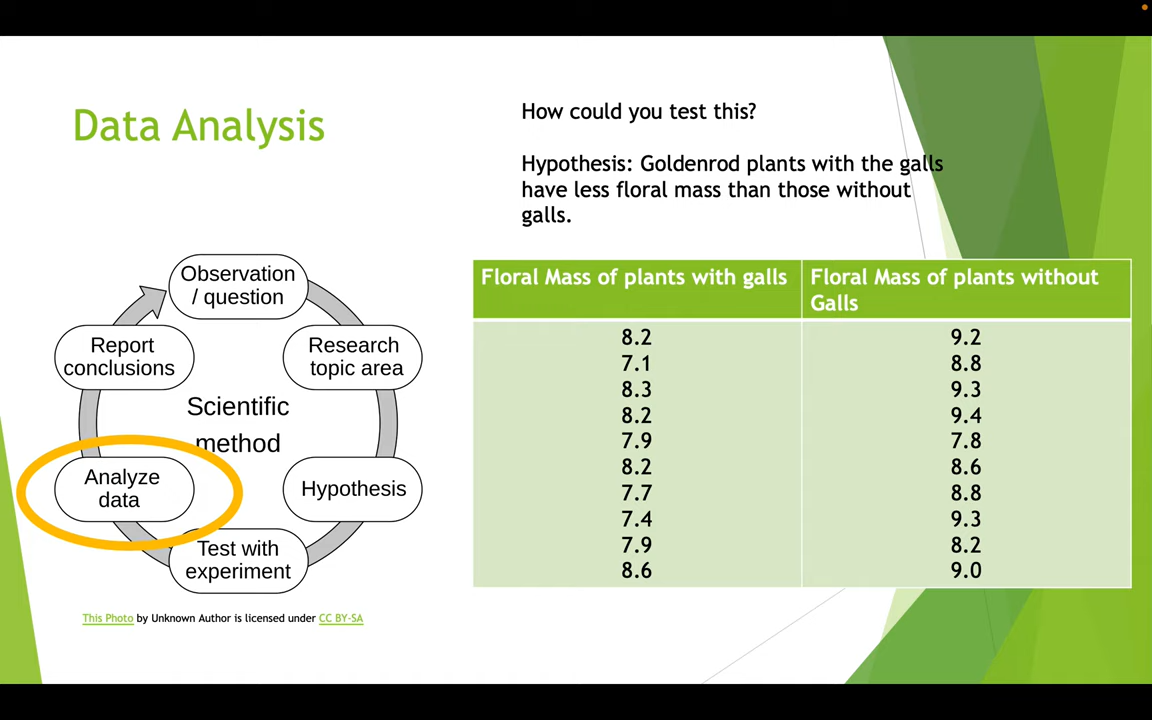 Data Analysis
How could you test this?
Hypothesis: Goldenrod plants with the galls
have less floral mass than those without
galls.
Observation
/ question
Research
topic area
Hypothesis
Test with
experiment
Analyze
data
Report
conclusions
Scientific
method
This Photo by Unknown Author is licensed under CC BY-SA
Floral Mass of plants with galls
Floral Mass of plants without
Galls
8.2 9.2
7.1 8.8
8.3 9.3
8.2 9.4
7.9 7.8
8.2 8.6
7.7 8.8
7.4 9.3
7.9 8.2
8.6 9.0